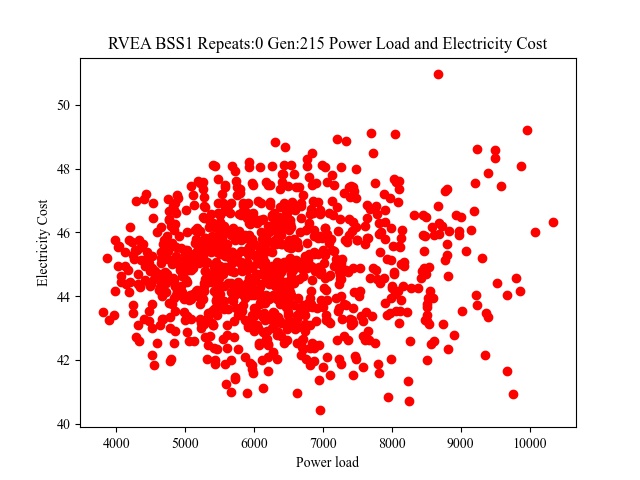 RVEA BSS1 Repeats:0 Gen:215 Power Load and Electricity Cost
50
48
46
44
42
40
Electricity Cost
4000 5000 6000 7000 8000 9000 10000
Power load